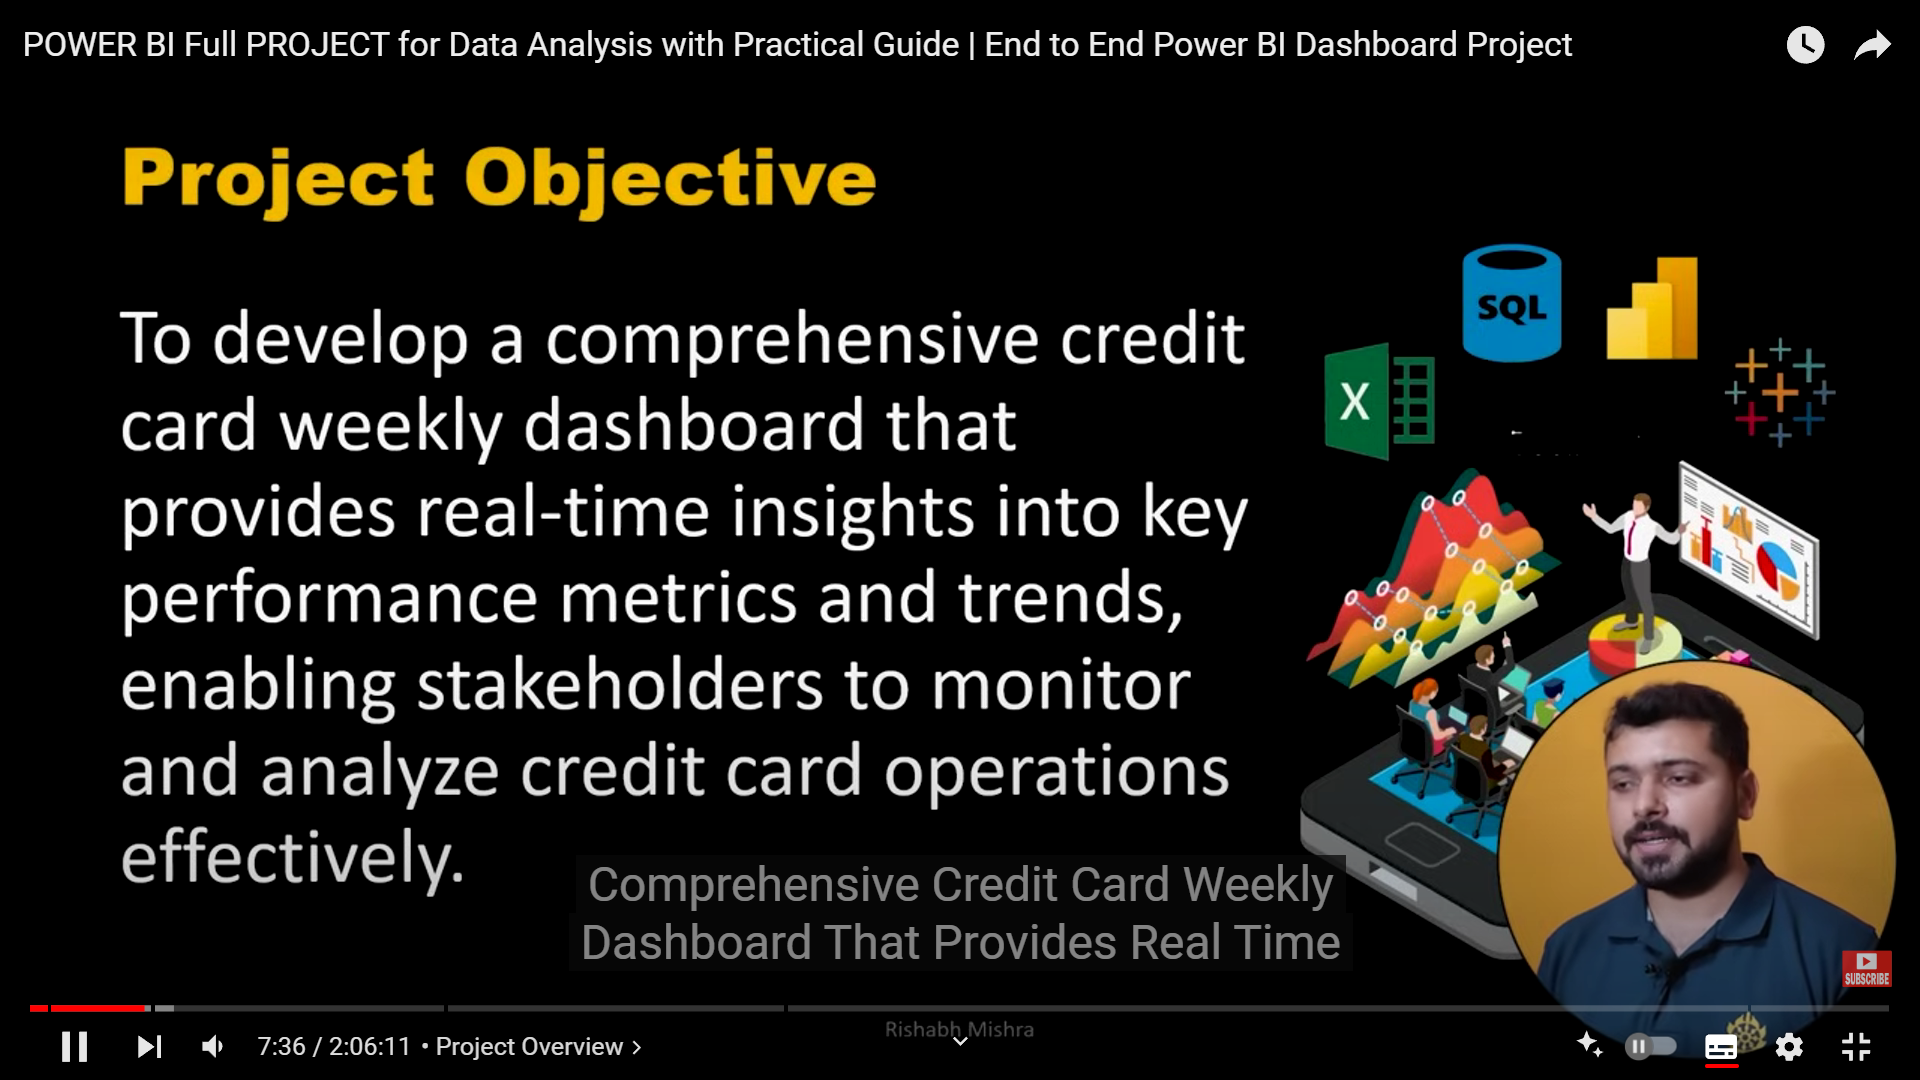 POWER BI Full PROJECT for Data Analysis with Practical Guide | End to End Power BI Dashboard Project
Project Objective
SQL
X
To develop a comprehensive credit
card weekly dashboard that
provides real-time insights into key
performance metrics and trends,
enabling stakeholders to monitor
and analyze credit card operations
effectively.
Comprehensive Credit Card Weekly
Dashboard That Provides Real Time
SUBSCRIBE
Rishabh Mishra
7:36 / 2:06:11 • Project Overview ›